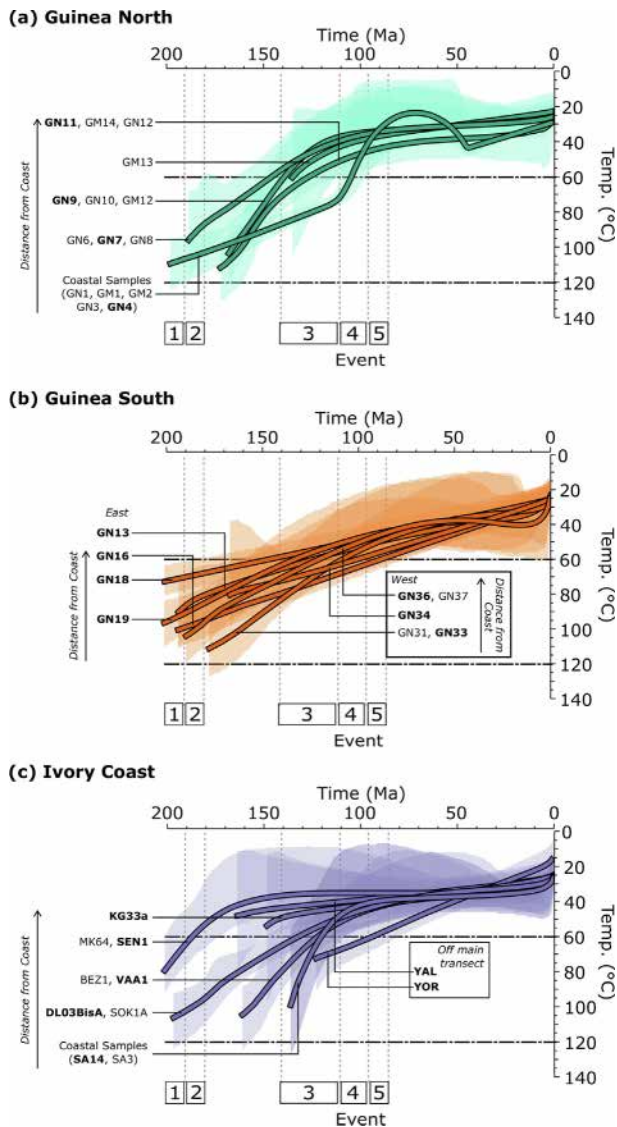 (a) Guinea North
Time (Ma)
200 150 100 50 0
0
20
40
60
80
100
120
140
Temp. (°C)
Distance from Coast
GN11, GM14, GN12
GM13
GN9, GN10, GM12
GN6, GN7, GN8
Coastal Samples
(GN1, GM1, GM2
GN3, GN4)
1 2 3 4 5
Event
(b) Guinea South
Time (Ma)
200 150 100 50 0
0
20
40
60
80
100
120
140
Temp. (°C)
Distance from Coast
East
GN13
GN16
GN18
GN19
West
GN36, GN37
GN34
GN31, GN33
Distance from
Coast
1 2 3 4 5
Event
(c) Ivory Coast
Time (Ma)
200 150 100 50 0
0
20
40
60
80
100
120
140
Temp. (°C)
Distance from Coast
KG33a
MK64, SEN1
BEZ1, VAA1
DL03BisA, SOK1A
Coastal Samples
(SA14, SA3)
Off main
transect
YAL
YOR
1 2 3 4 5
Event